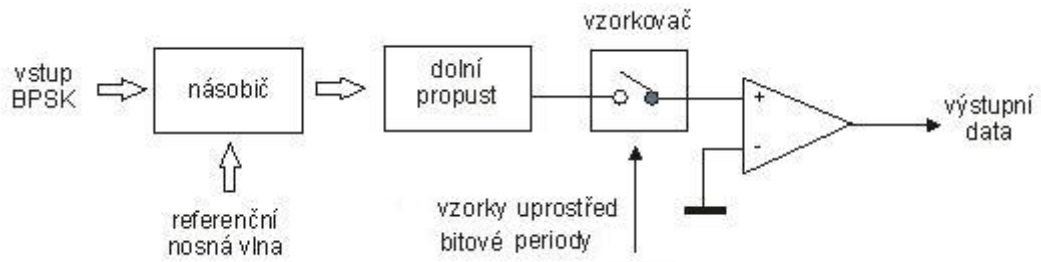 vzorkovač
vstup
BPSK
násobič
dolní
propust
+
-
výstupní
data
referenční
nosná vlna
vzorky uprostřed
bitové periody